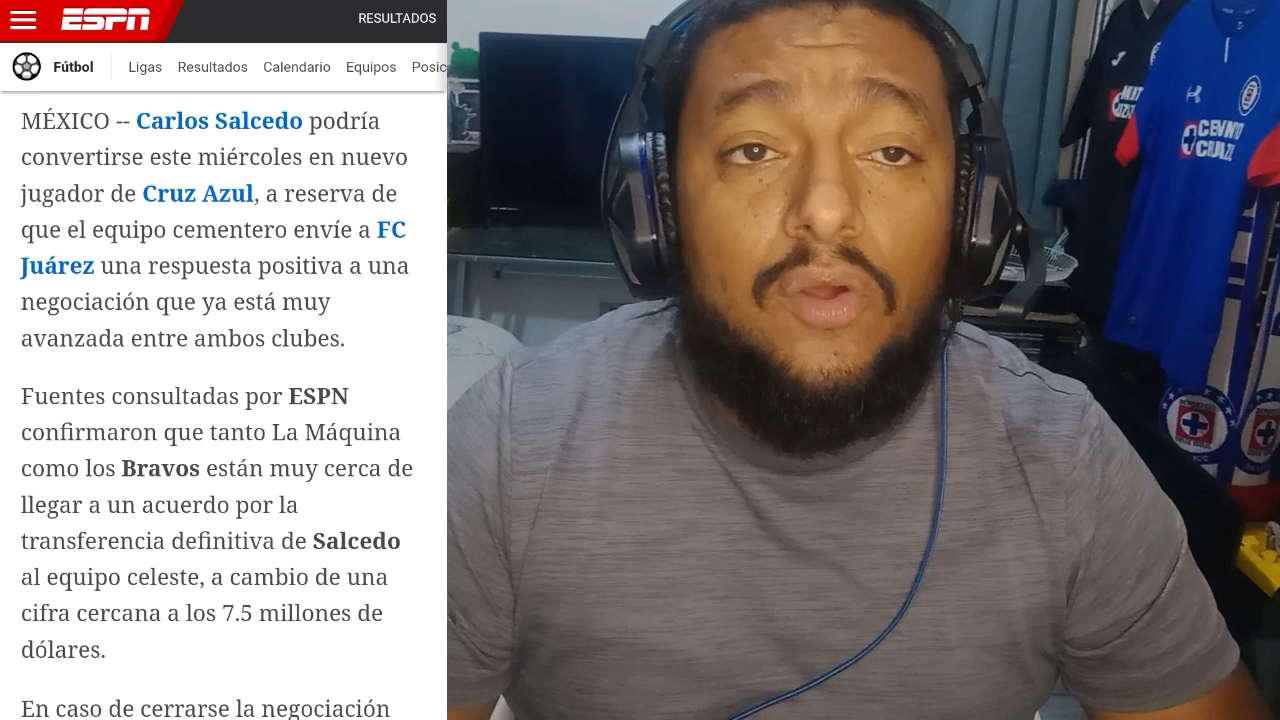 ESPN
RESULTADOS
Fútbol
Ligas Resultados Calendario Equipos Posic
MÉXICO -- Carlos Salcedo podría
convertirse este miércoles en nuevo
jugador de Cruz Azul, a reserva de
que el equipo cementero envíe a FC
Juárez una respuesta positiva a una
negociación que ya está muy
avanzada entre ambos clubes.
Fuentes consultadas por ESPN
confirmaron que tanto La Máquina
como los Bravos están muy cerca de
llegar a un acuerdo por la
transferencia definitiva de Salcedo
al equipo celeste, a cambio de una
cifra cercana a los 7.5 millones de
dólares.
En caso de cerrarse la negociación
CRUZ AZUL